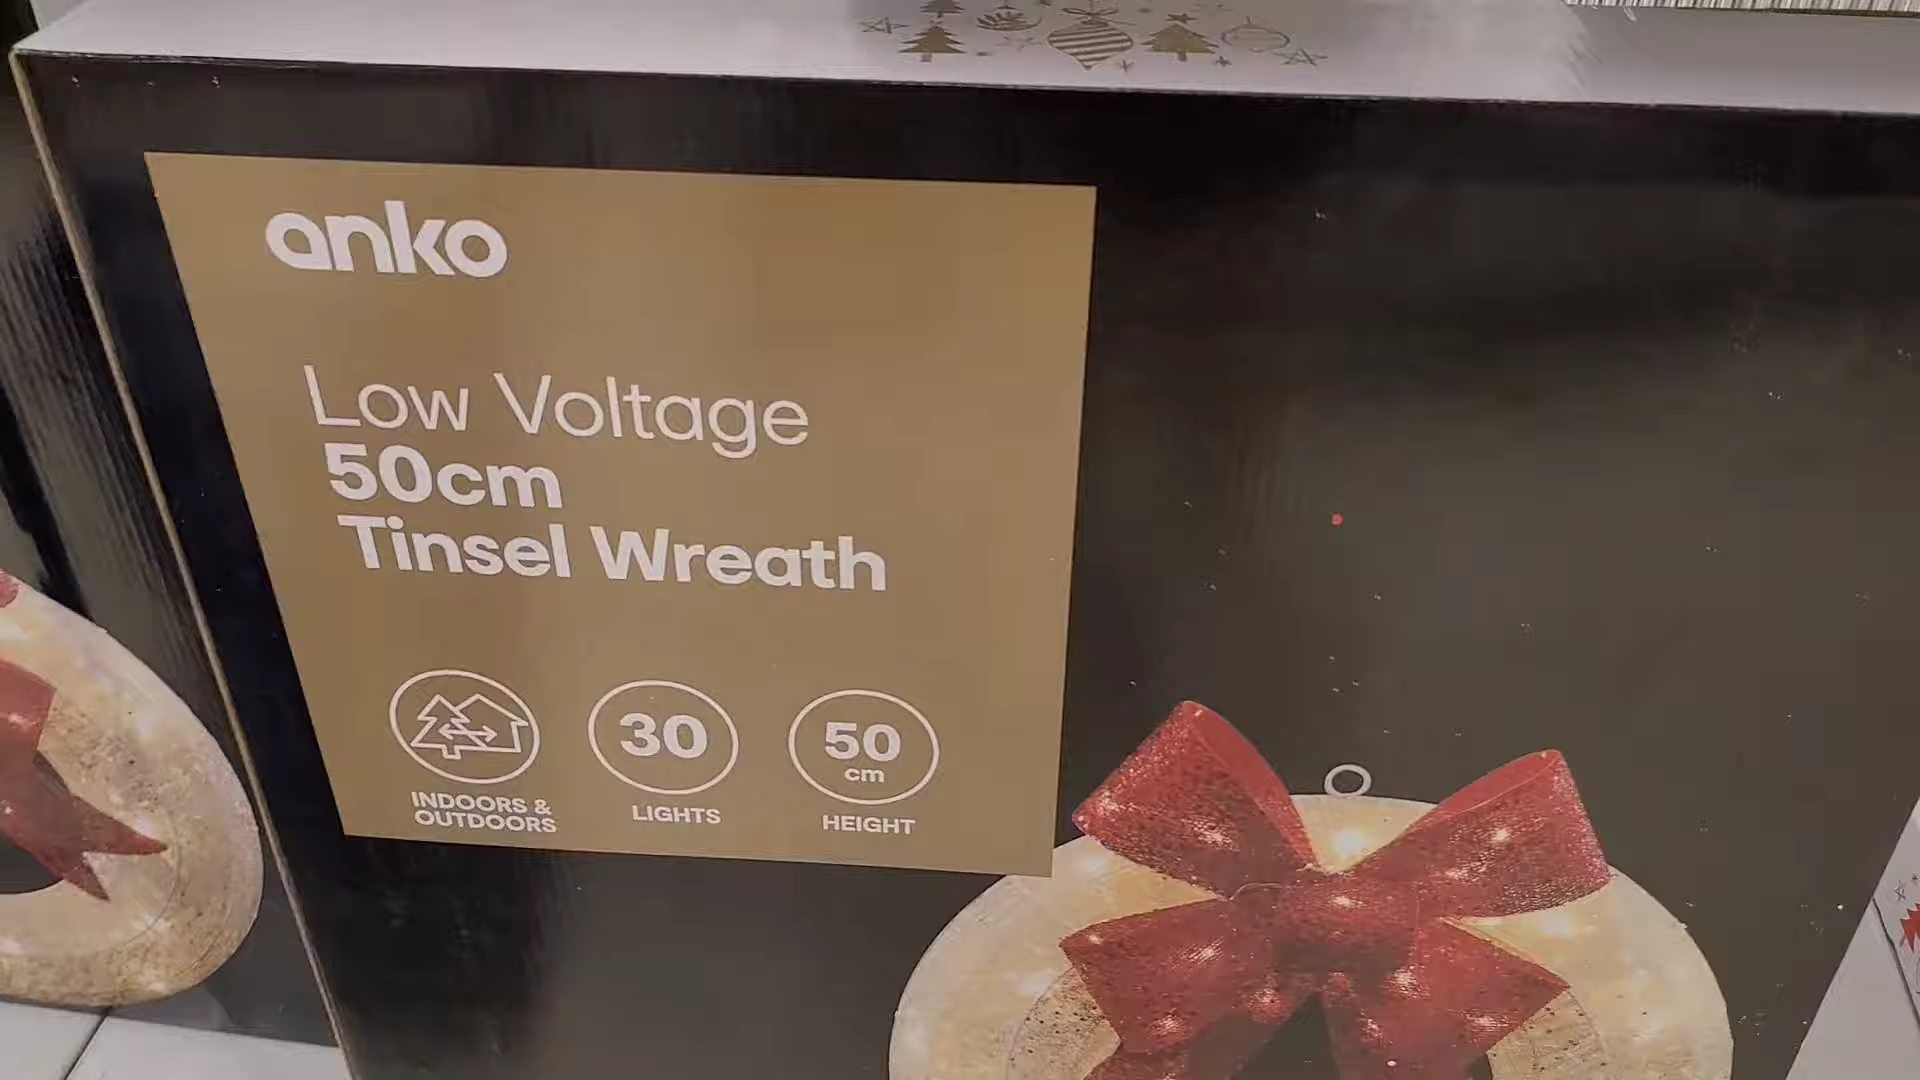 anko
Low Voltage
50cm
Tinsel Wreath
INDOORS &
OUTDOORS
30
LIGHTS
50
cm
HEIGHT